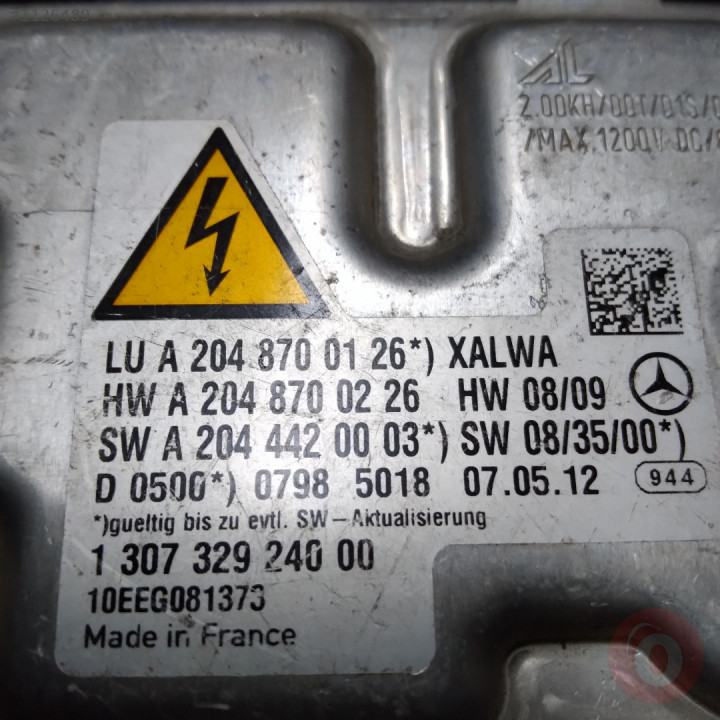 2.00KH/00T/01S/
/MAX.1200V DC/
LU A 204 870 01 26*) XALWA
HW A 204 870 02 26 HW 08/09
SW A 204 442 00 03*) SW 08/35/00*)
D 0500*) 0798 5018 07.05.12 944
*)gueltig bis zu evtl. SW-Aktualisierung
1 307 329 240 00
10EEG081373
Made in France